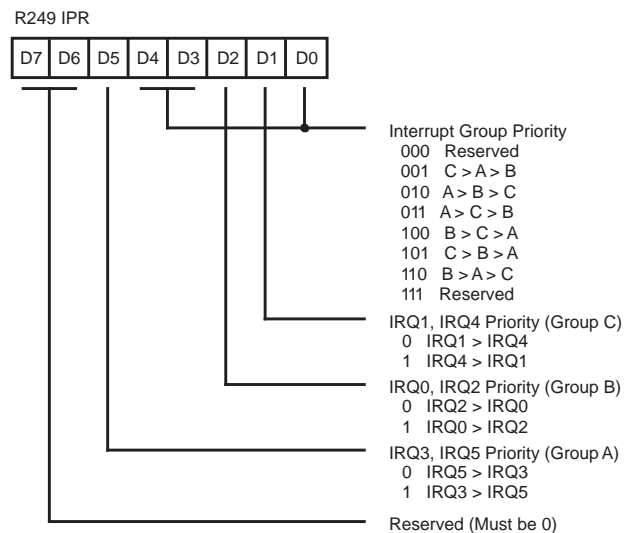 R249 IPR
D7 D6 D5 D4 D3 D2 D1 D0
Interrupt Group Priority
000 Reserved
001 C > A > B
010 A > B > C
011 A > C > B
100 B > C > A
101 C > B > A
110 B > A > C
111 Reserved
IRQ1, IRQ4 Priority (Group C)
0 IRQ1 > IRQ4
1 IRQ4 > IRQ1
IRQ0, IRQ2 Priority (Group B)
0 IRQ2 > IRQ0
1 IRQ0 > IRQ2
IRQ3, IRQ5 Priority (Group A)
0 IRQ5 > IRQ3
1 IRQ3 > IRQ5
Reserved (Must be 0)